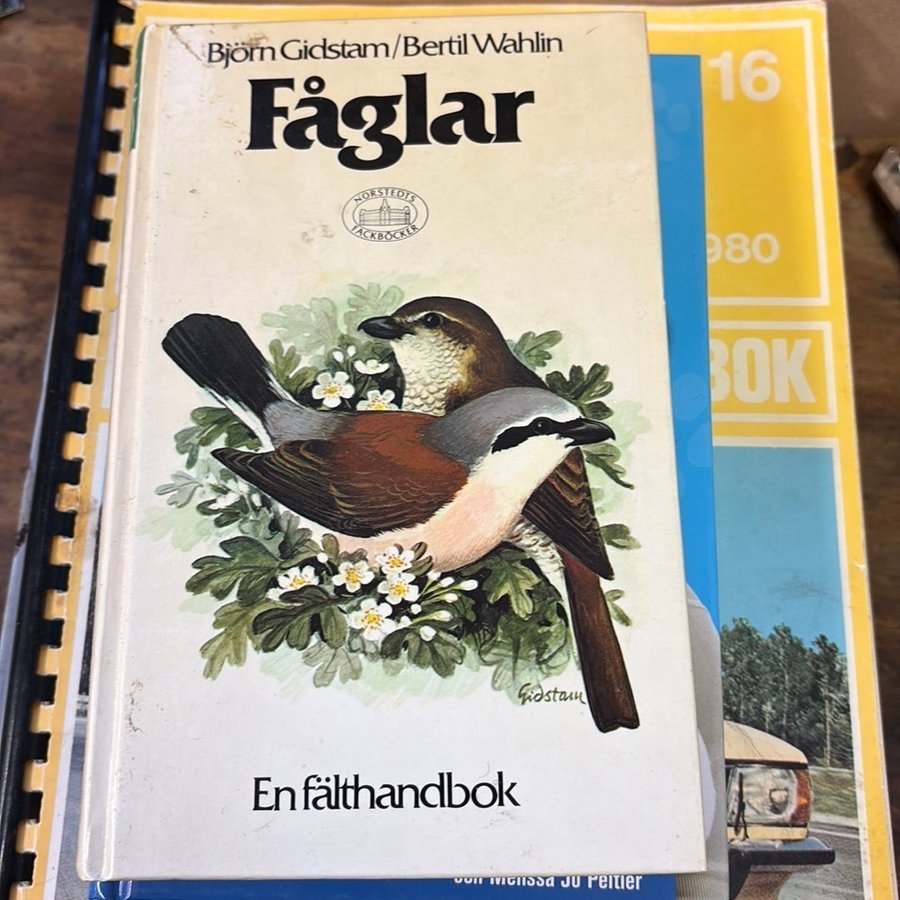 Björn Gidstam/Bertil Wahlin
Fåglar
NORSTEDTS
FACKBÖCKER
Gidstam
En fälthandbok
16
980
BOK
och Melissa Jo Peltier